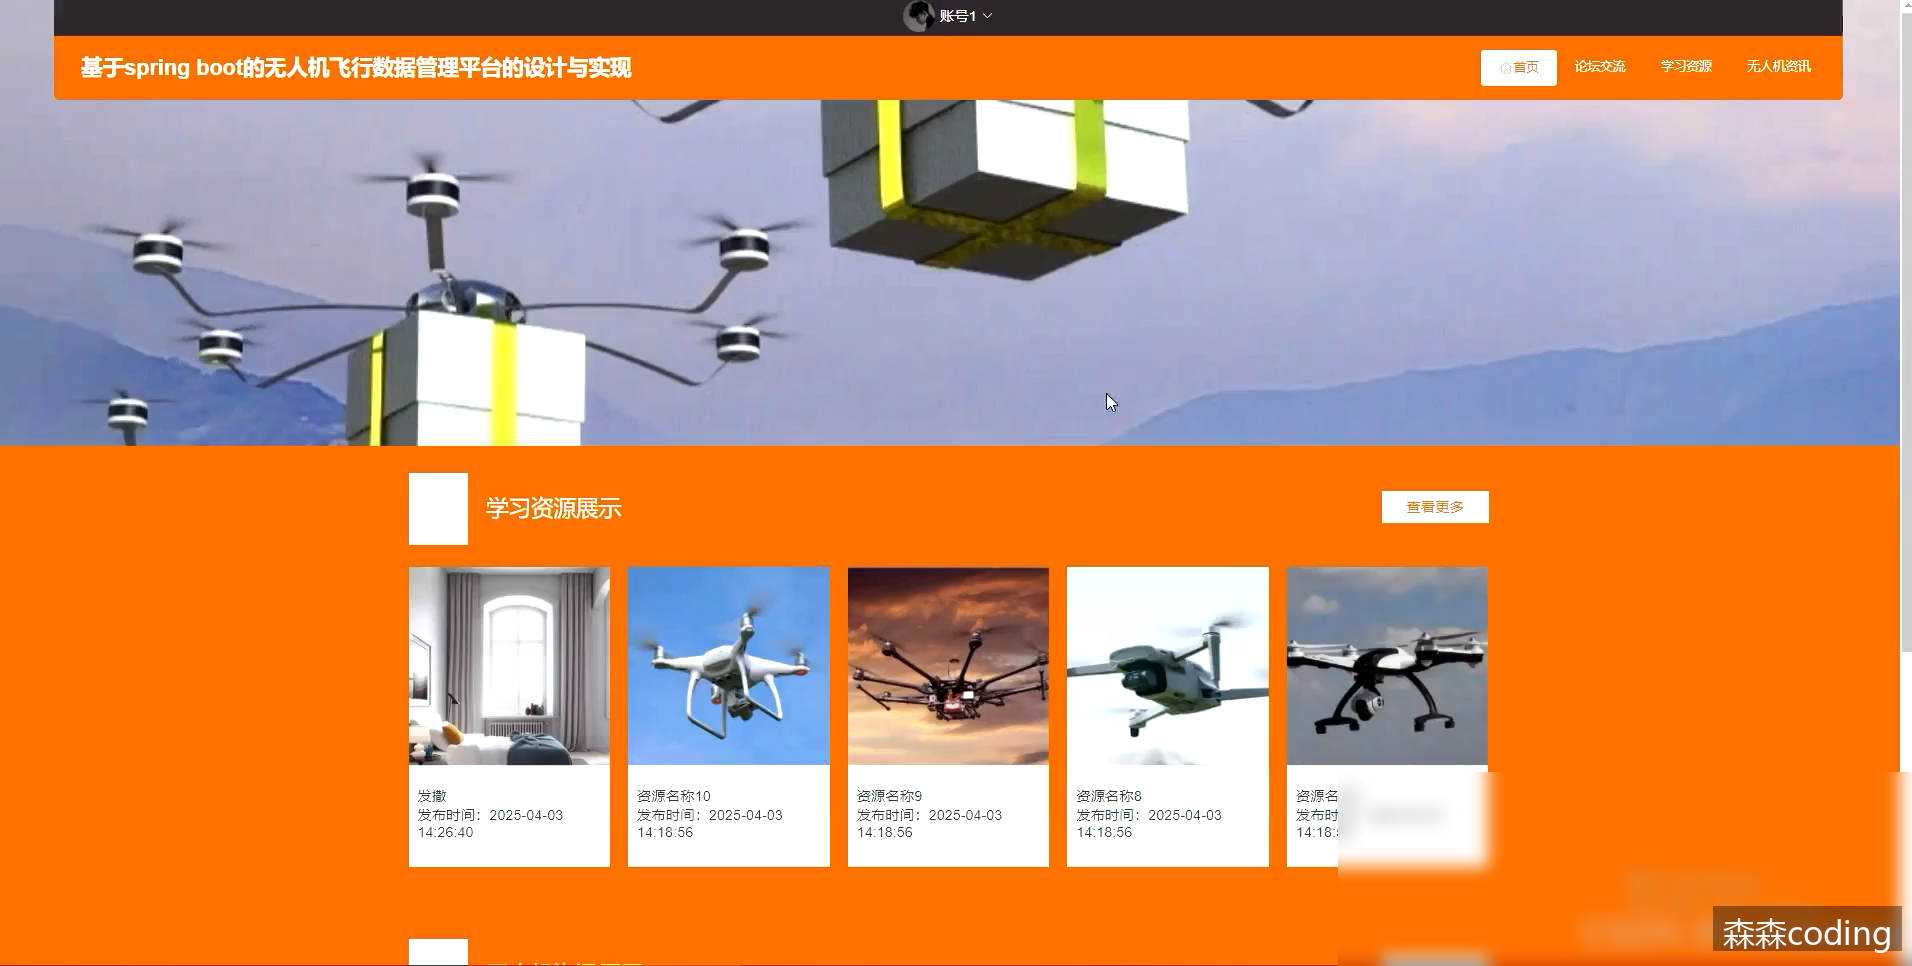 账号1
基于spring boot的无人机飞行数据管理平台的设计与实现
首页 论坛交流 学习资源 无人机资讯
学习资源展示
查看更多
发撒
发布时间：2025-04-03
14:26:40
资源名称10
发布时间：2025-04-03
14:18:56
资源名称9
发布时间：2025-04-03
14:18:56
资源名称8
发布时间：2025-04-03
14:18:56
资源名
发布时
14:18:
森森coding